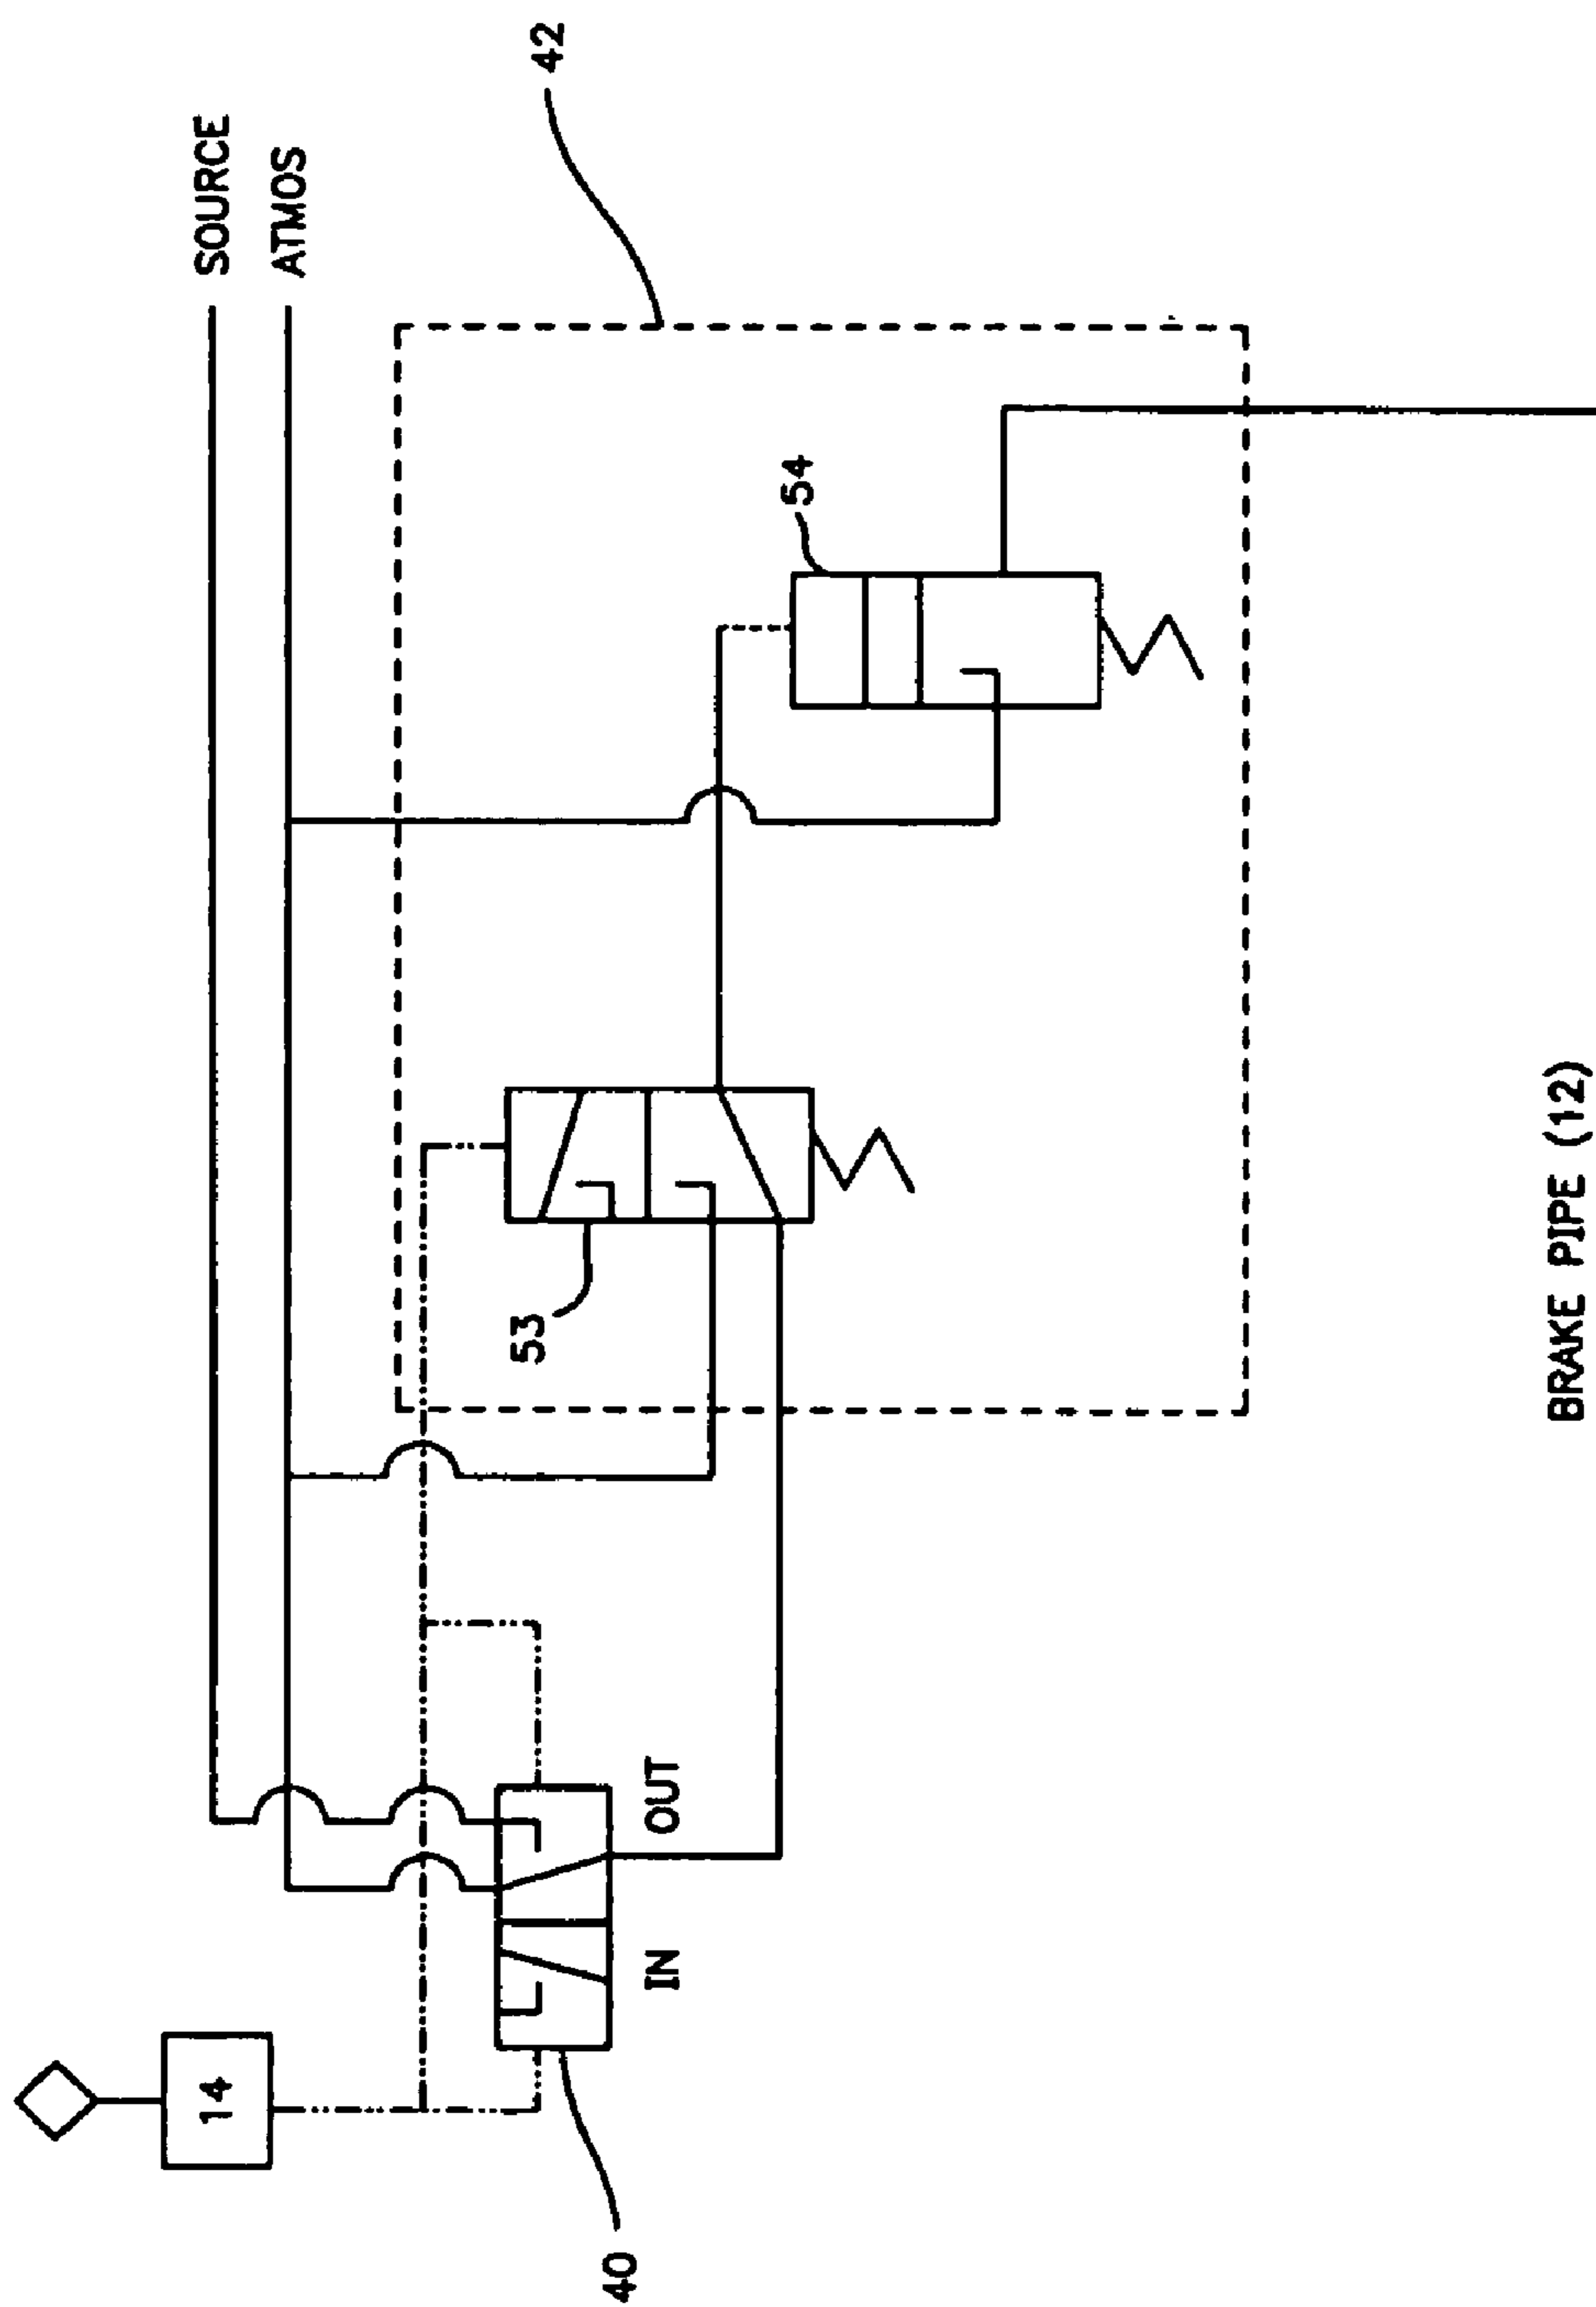 SOURCE
ATMOS
42
54
53
14
OUT
IN
40
BRAKE PIPE (12)